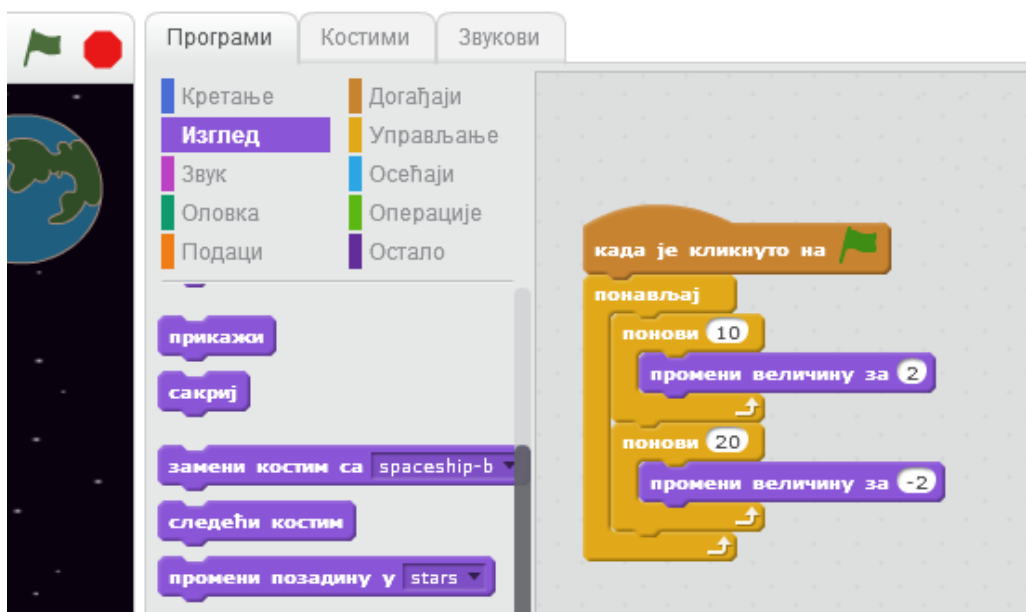 Програми Костими Звукови
Кретање Догађаји
Изглед Управљање
Звук Осећаји
Оловка Операције
Подаци Остало
прикажи
сакриј
замени костим са spaceship-b
следећи костим
промени позадину у stars
када је кликнуто на
понављај
понови 10
промени величину за 2
понови 20
промени величину за -2